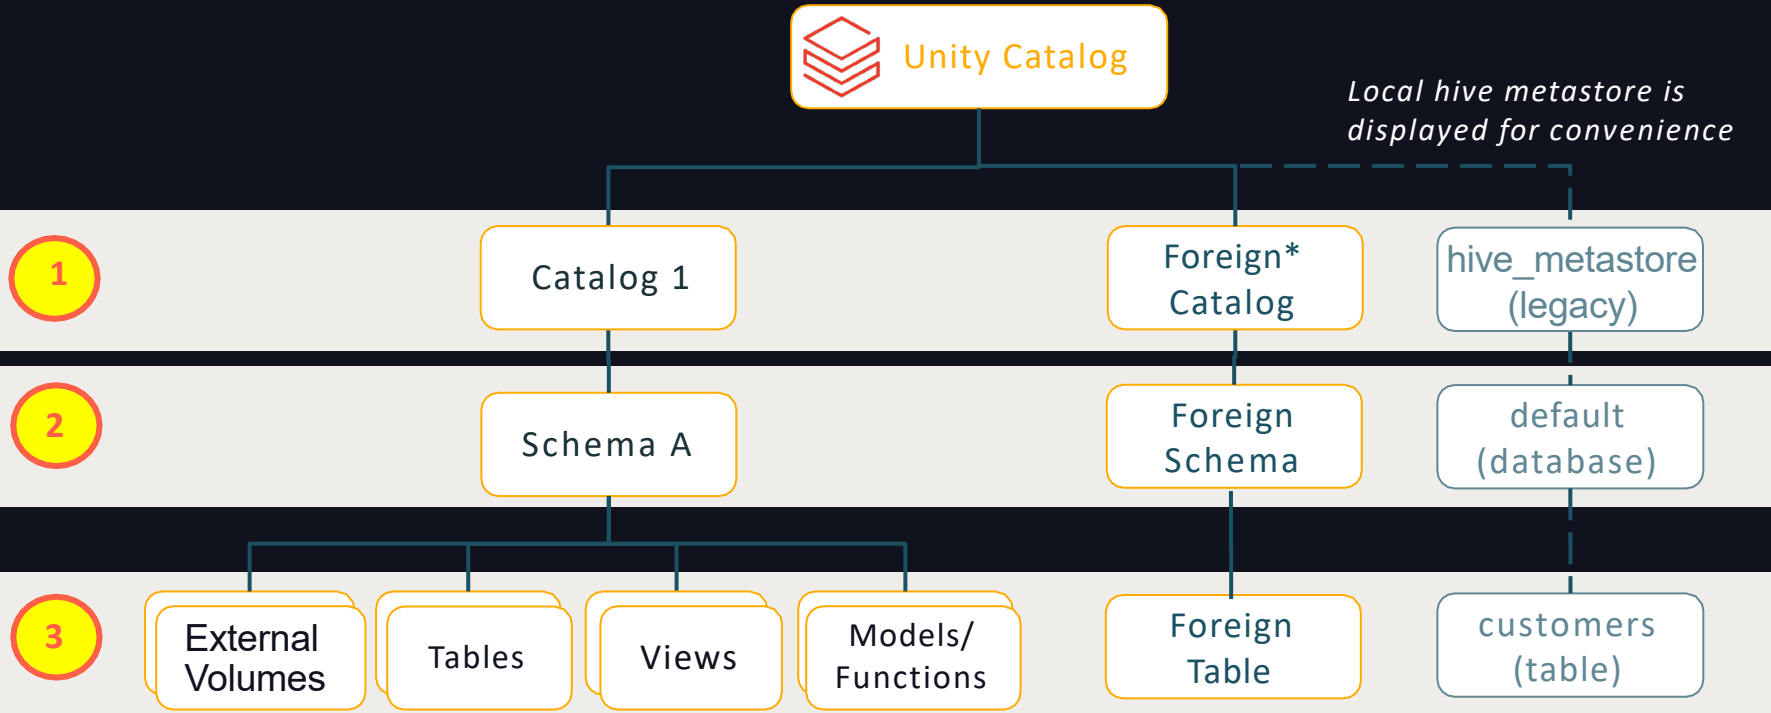 Unity Catalog
Local hive metastore is
displayed for convenience
1
Catalog 1
Foreign*
Catalog
hive_metastore
(legacy)
2
Schema A
Foreign
Schema
default
(database)
3
External
Volumes
Tables
Views
Models/
Functions
Foreign
Table
customers
(table)